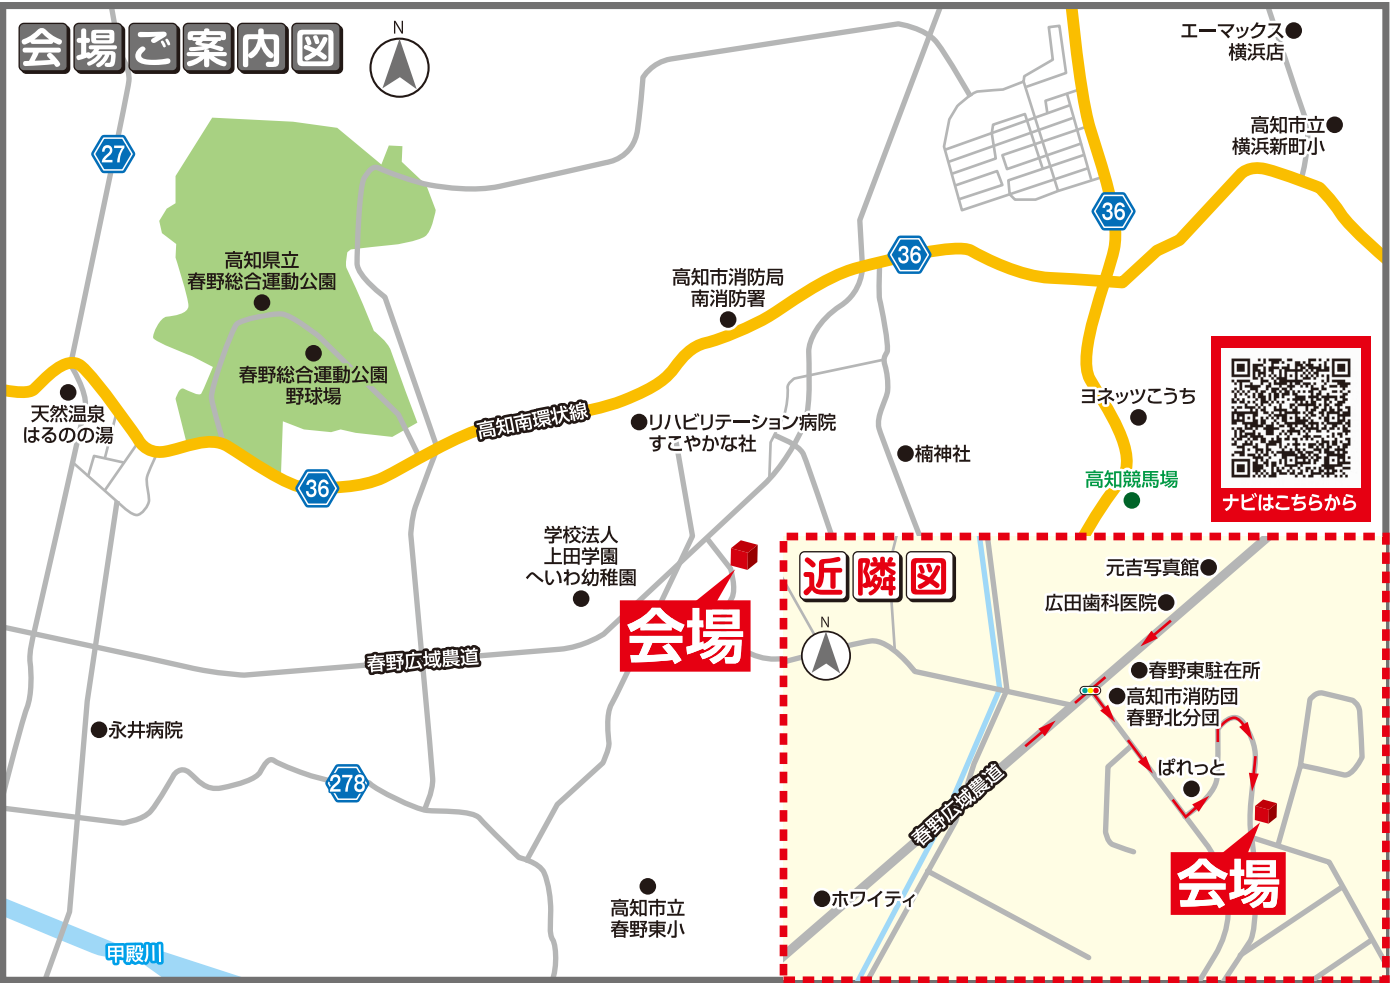 会場ご案内図
N
27
高知県立
春野総合運動公園
春野総合運動公園
野球場
天然温泉
はるのの湯
36
高知南環状線
高知市消防局
南消防署
36
36
エーマックス
横浜店
高知市立
横浜新町小
リハビリテーション病院
すこやかな社
楠神社
ヨネッツこうち
高知競馬場
ナビはこちらから
学校法人
上田学園
へいわ幼稚園
会場
春野広域農道
永井病院
278
高知市立
春野東小
甲殿川
近隣図
N
元吉写真館
広田歯科医院
春野東駐在所
高知市消防団
春野北分団
ぱれっと
春野広域農道
会場
ホワイティ